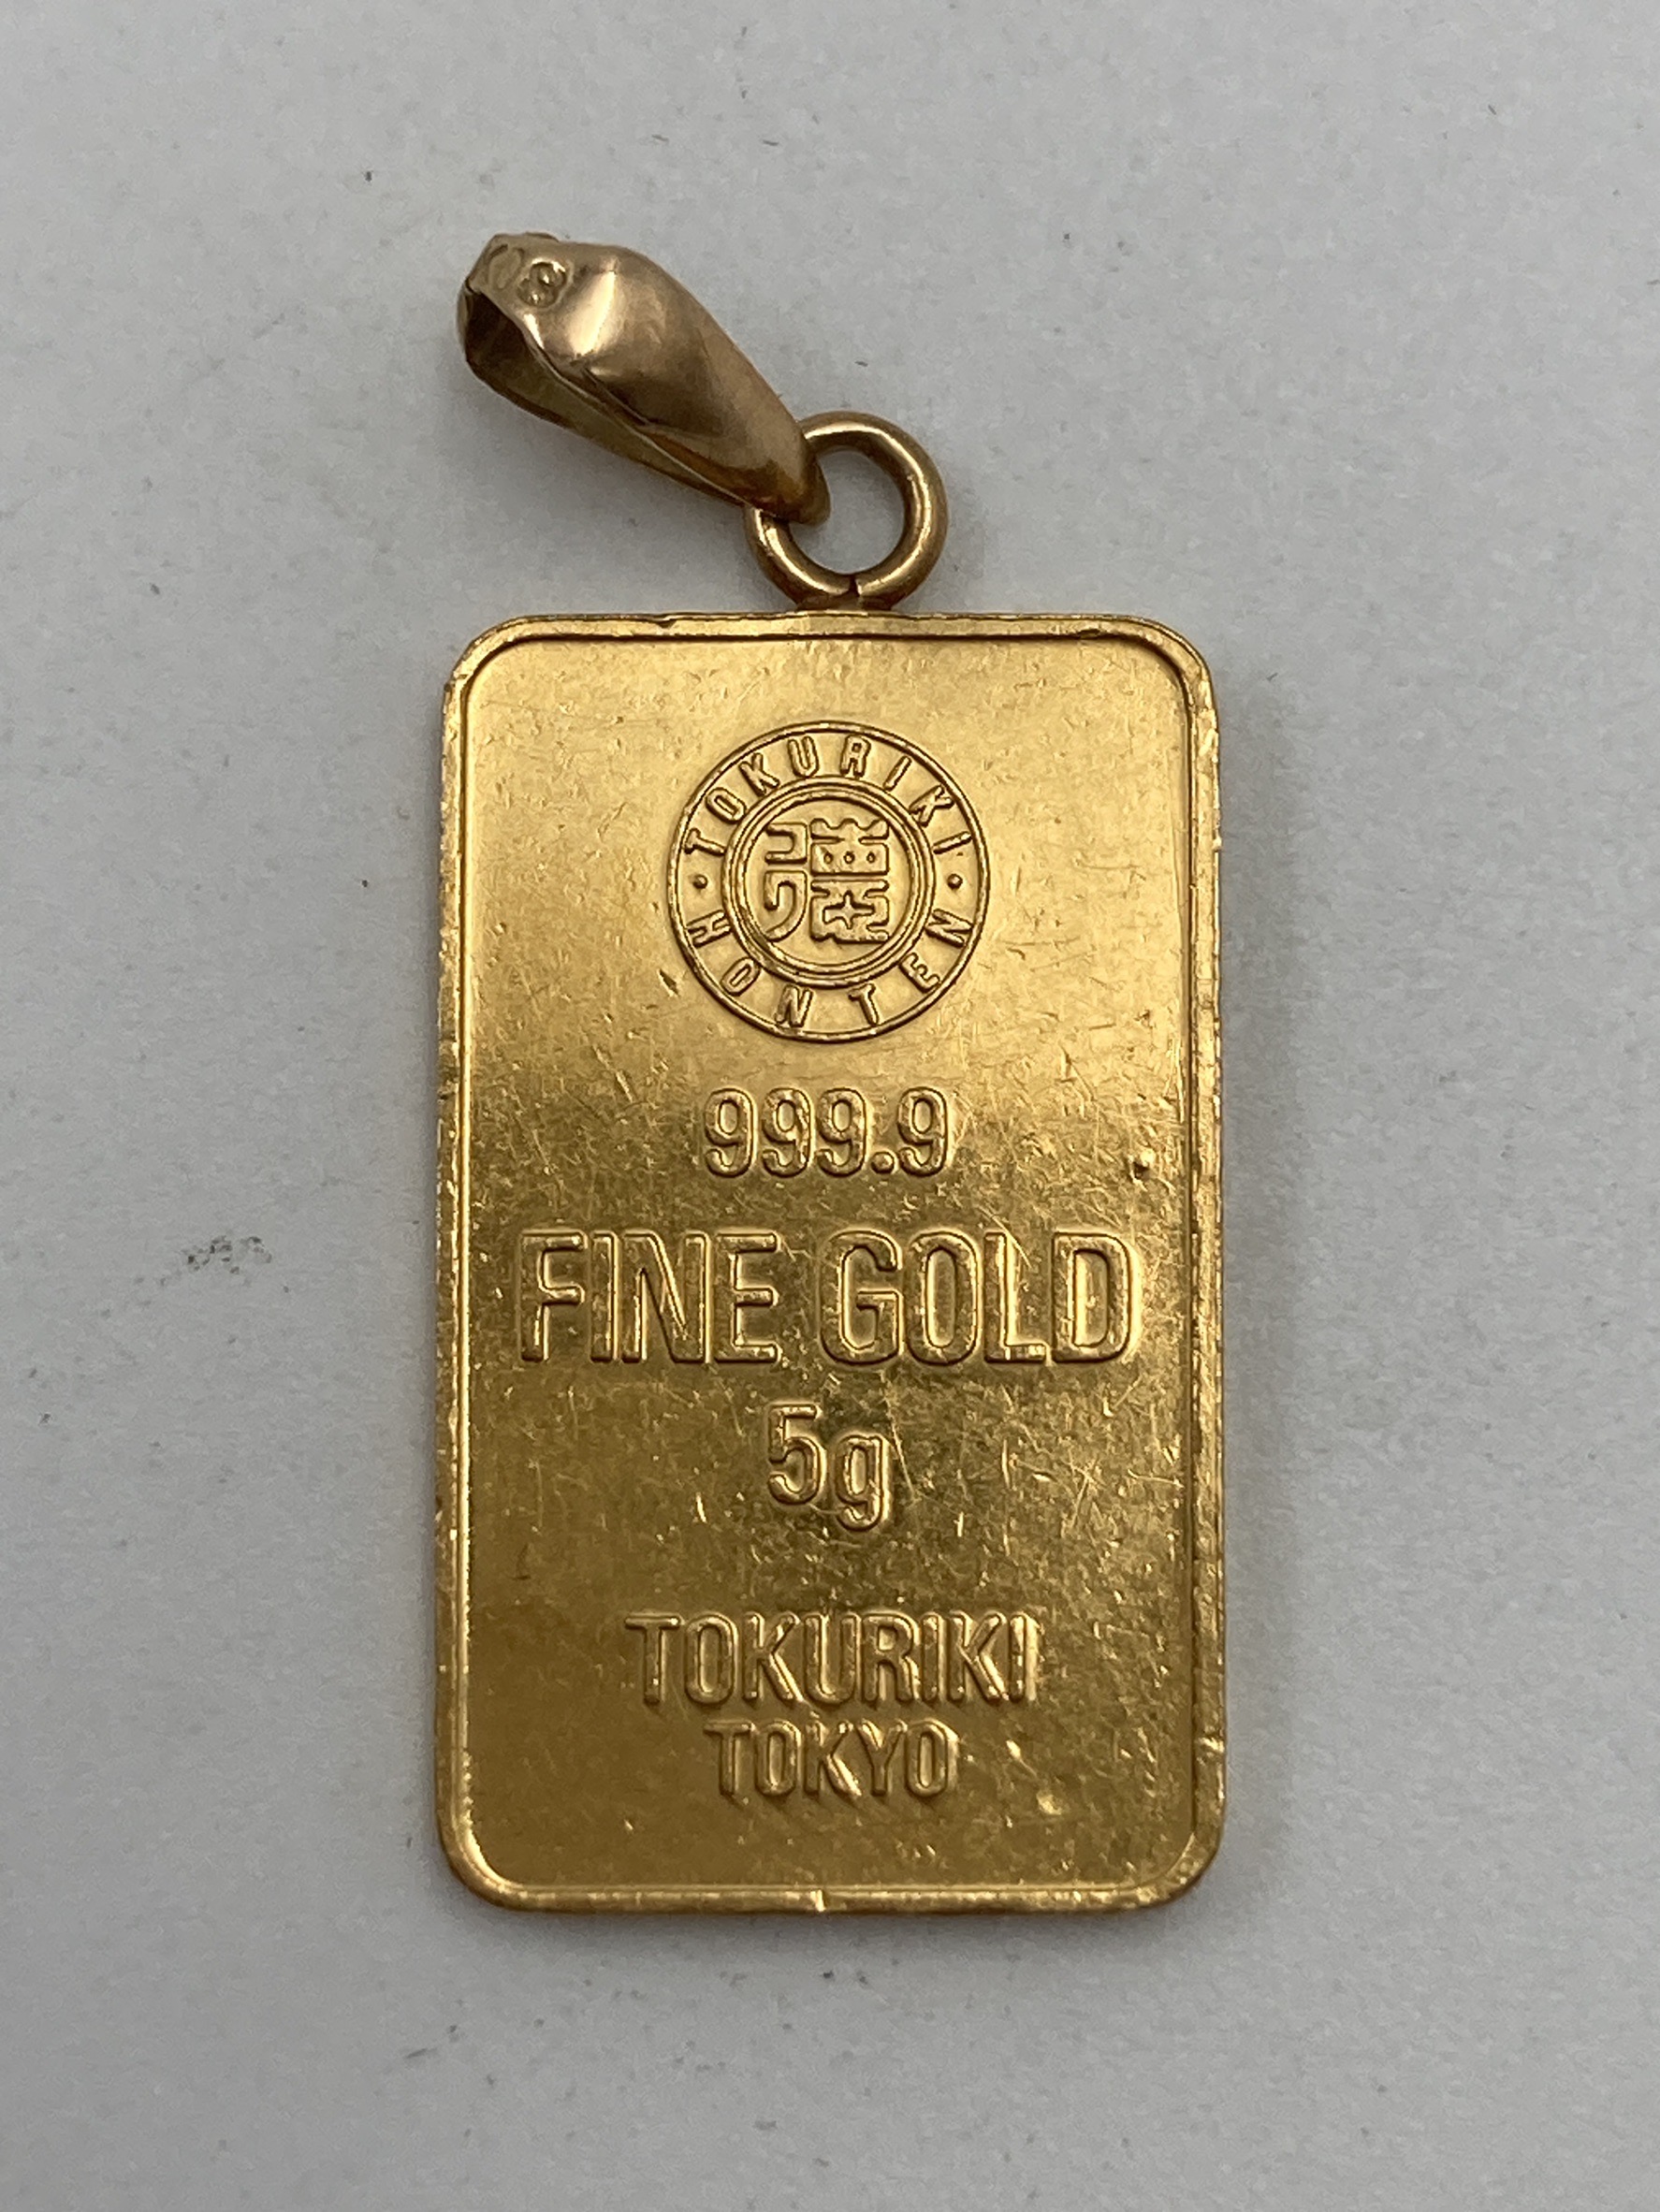 TOKURIKI
HONTEN
999.9
FINE GOLD
5g
TOKURIKI
TOKYO